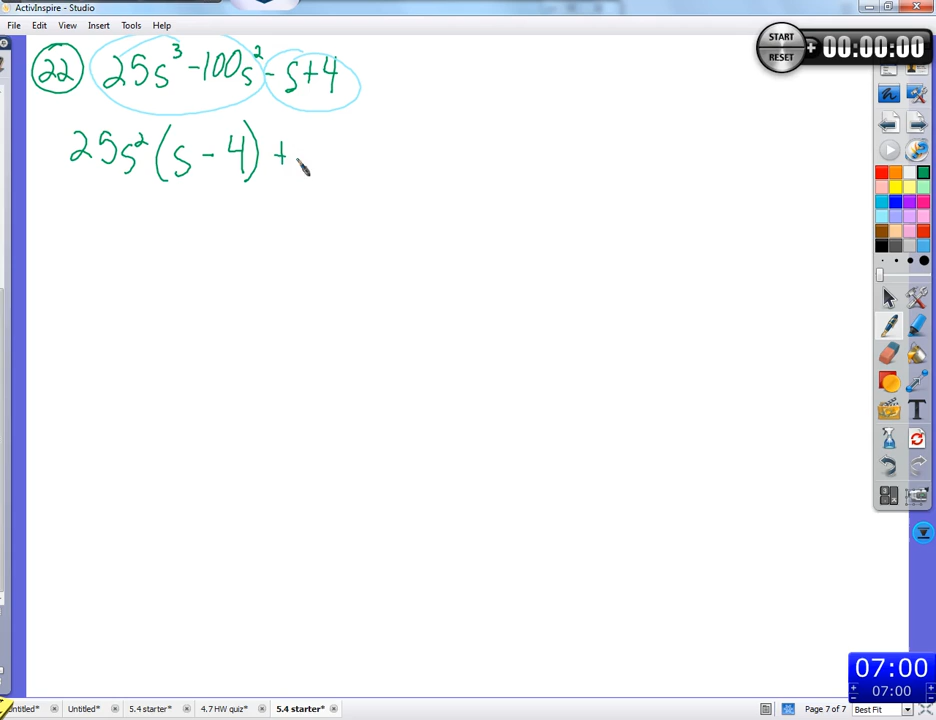 ActivInspire - Studio
File Edit View Insert Tools Help
START
RESET
+ 00:00:00
22 25s³ -100s² - s+4
25s² (s - 4) +
07:00
07:00
Untitled* Untitled* 5.4 starter* 4.7 HW quiz* 5.4 starter*
Page 7 of 7 Best Fit